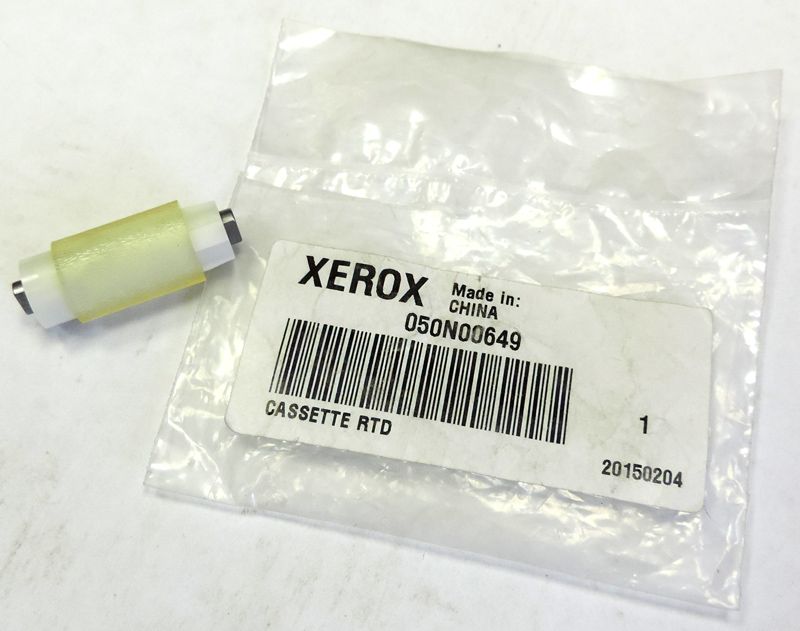 XEROX Made in:
CHINA
050N00649
CASSETTE RTD
1
20150204